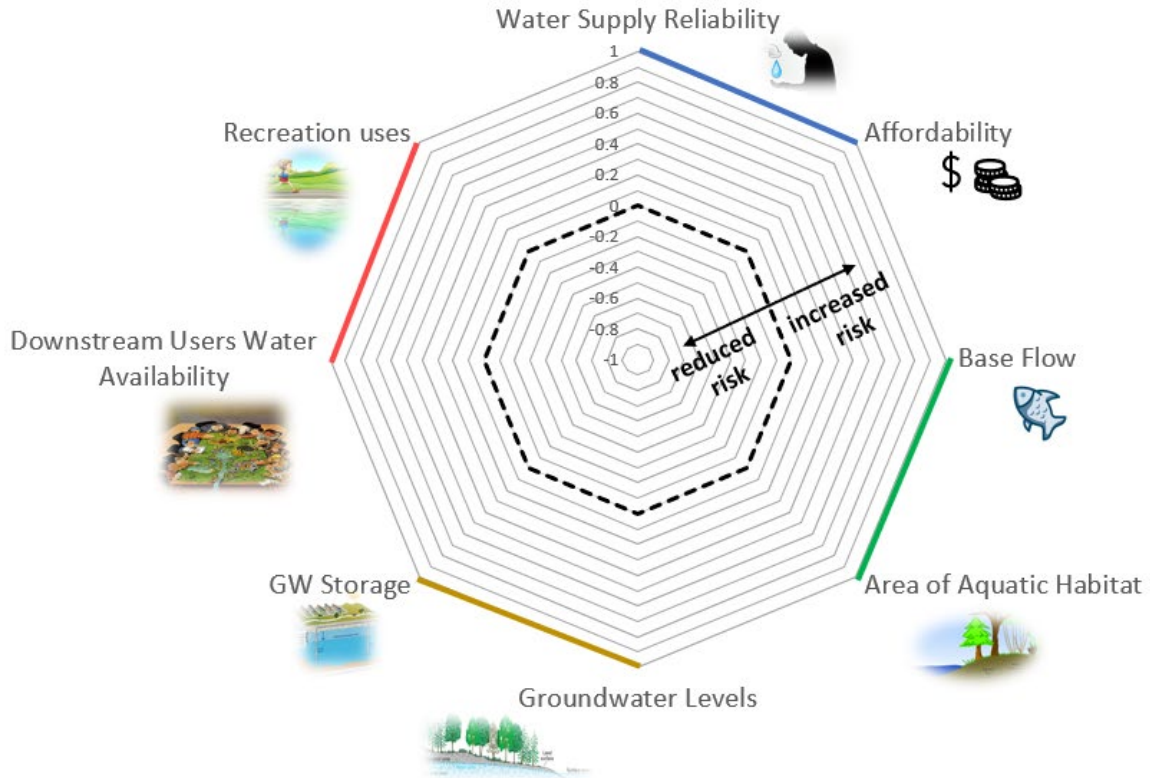 Water Supply Reliability
1
0.8
0.6
0.4
0.2
0
-0.2
-0.4
-0.6
-0.8
-1
Recreation uses
Affordability
$
increased
risk
reduced
risk
Downstream Users Water
Availability
Base Flow
GW Storage
Area of Aquatic Habitat
Groundwater Levels